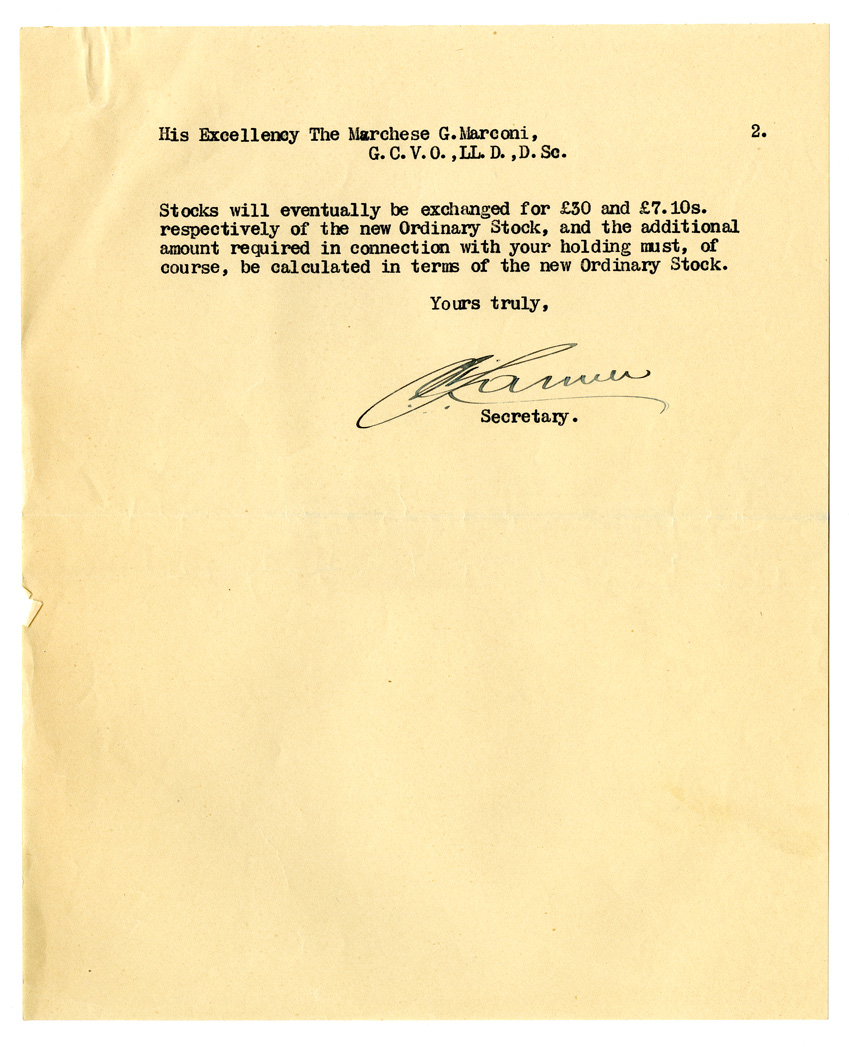 His Excellency The Marchese G.Marconi, 2.
G.C.V.O.,LL.D.,D.Sc.
Stocks will eventually be exchanged for £30 and £7.10s.
respectively of the new Ordinary Stock, and the additional
amount required in connection with your holding must, of
course, be calculated in terms of the new Ordinary Stock.
Yours truly,
Secretary.